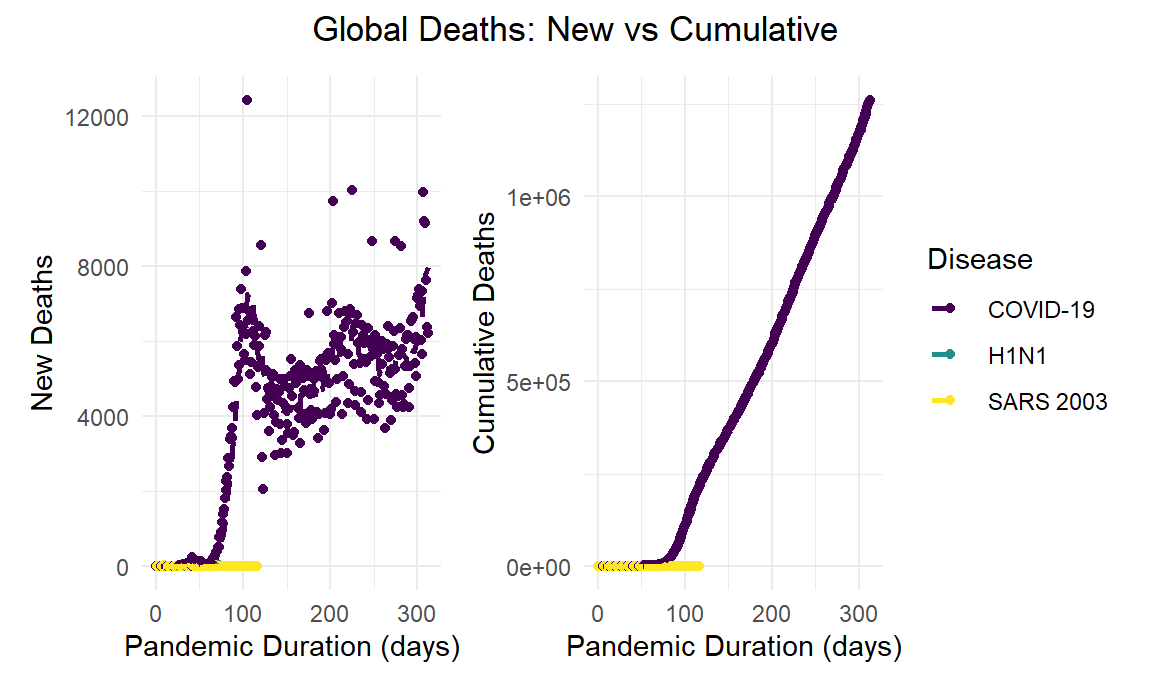 Global Deaths: New vs Cumulative
New Deaths
12000
8000
4000
0
0 100 200 300
Pandemic Duration (days)
Cumulative Deaths
1e+06
5e+05
0e+00
0 100 200 300
Pandemic Duration (days)
Disease
COVID-19
H1N1
SARS 2003